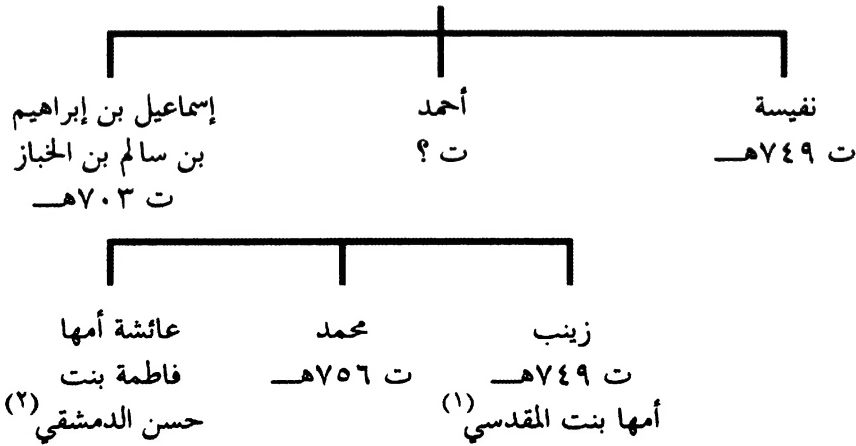 نفيسة
ت ٧٤٩هـ
أحمد
ت ؟
إسماعيل بن إبراهيم
بن سالم بن الخباز
ت ٧٠٣هـ
زينب
ت ٧٤٩هـ
أمها بنت المقدسي(١)
محمد
ت ٧٥٦هـ
عائشة أمها
فاطمة بنت
حسن الدمشقي(٢)